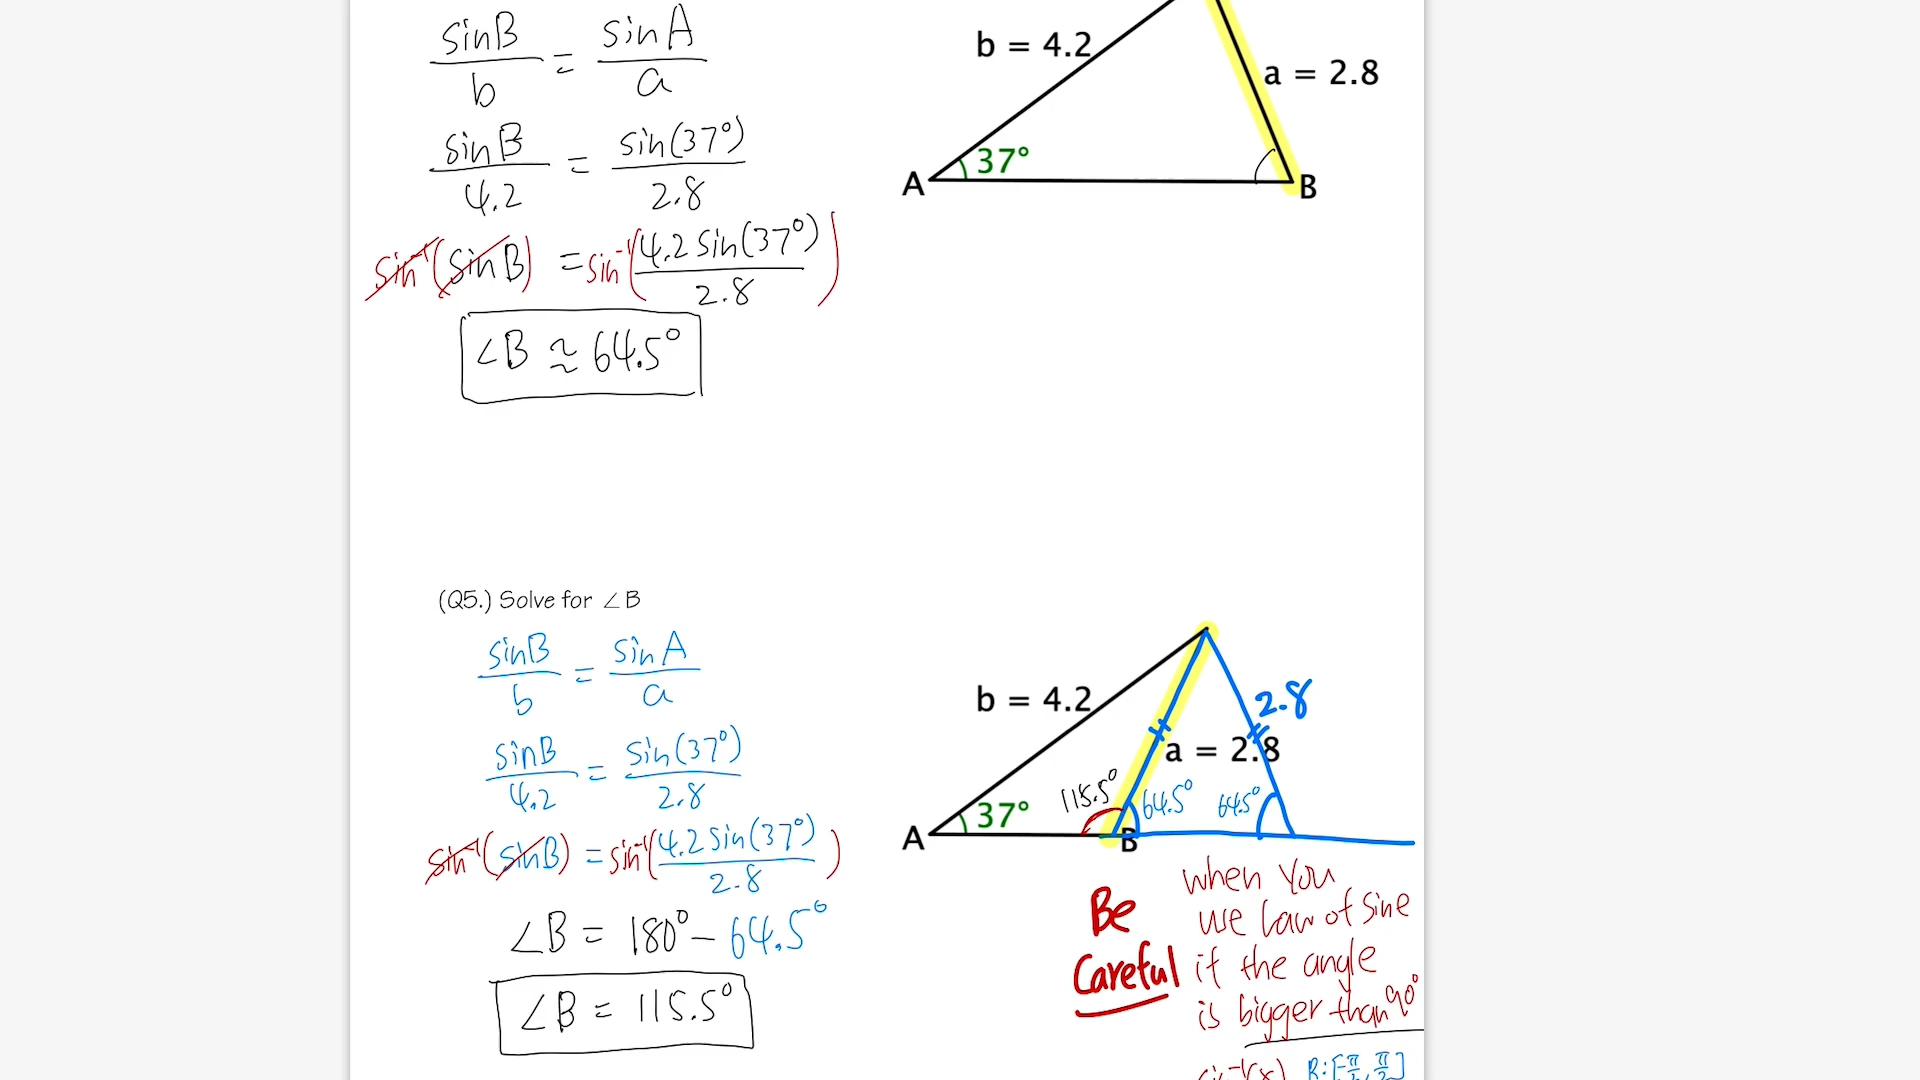 sinB/b = sinA/a
b = 4.2
a = 2.8
sinB/4.2 = sin(37°)/2.8
37°
A
B
sin⁻¹(sinB) = sin⁻¹(4.2 sin(37°)/2.8)
∠B ≈ 64.5°
(Q5.) Solve for ∠B
sinB/b = sinA/a
b = 4.2
2.8
a = 2.8
sinB/4.2 = sin(37°)/2.8
37°
115.5°
64.5°
64.5°
A
B
sin⁻¹(sinB) = sin⁻¹(4.2 sin(37°)/2.8)
∠B = 180° − 64.5°
∠B = 115.5°
Be
Careful
when you
use law of sine
if the angle
is bigger than 90°
sin⁻¹(x) R:[-π/2, π/2]